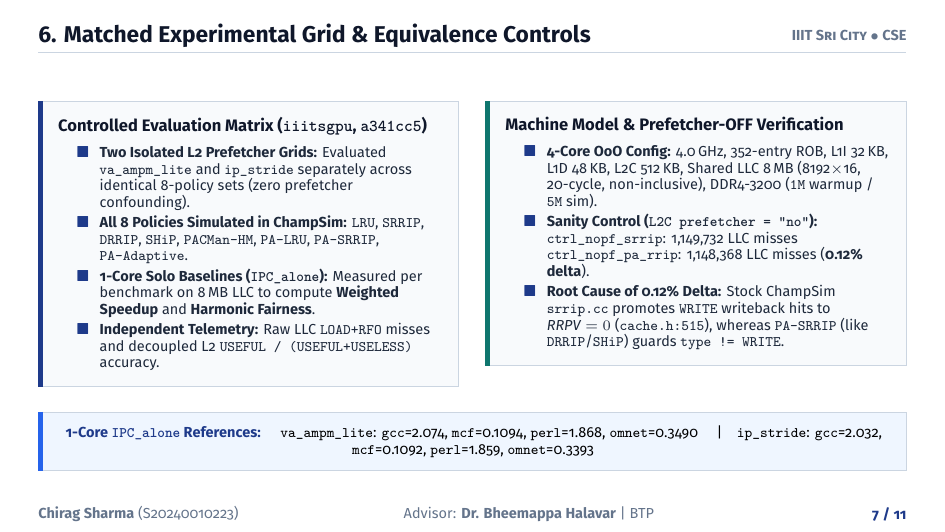 6. Matched Experimental Grid & Equivalence Controls
IIIT Sri City • CSE
Controlled Evaluation Matrix (iiitsgpu, a341cc5)
Two Isolated L2 Prefetcher Grids: Evaluated
va_ampm_lite and ip_stride separately across
identical 8-policy sets (zero prefetcher
confounding).
All 8 Policies Simulated in ChampSim: LRU, SRRIP,
DRRIP, SHiP, PACMan-HM, PA-LRU, PA-SRRIP,
PA-Adaptive.
1-Core Solo Baselines (IPC_alone): Measured per
benchmark on 8 MB LLC to compute Weighted
Speedup and Harmonic Fairness.
Independent Telemetry: Raw LLC LOAD+RFO misses
and decoupled L2 USEFUL / (USEFUL+USELESS)
accuracy.
Machine Model & Prefetcher-OFF Verification
4-Core OoO Config: 4.0 GHz, 352-entry ROB, L1I 32 KB,
L1D 48 KB, L2C 512 KB, Shared LLC 8 MB (8192×16,
20-cycle, non-inclusive), DDR4-3200 (1M warmup /
5M sim).
Sanity Control (L2C prefetcher = "no"):
ctrl_nopf_srrip: 1,149,732 LLC misses
ctrl_nopf_pa_rrip: 1,148,368 LLC misses (0.12%
delta).
Root Cause of 0.12% Delta: Stock ChampSim
srrip.cc promotes WRITE writeback hits to
RRPV = 0 (cache.h:515), whereas PA-SRRIP (like
DRRIP/SHiP) guards type != WRITE.
1-Core IPC_alone References: va_ampm_lite: gcc=2.074, mcf=0.1094, perl=1.868, omnet=0.3490 | ip_stride: gcc=2.032,
mcf=0.1092, perl=1.859, omnet=0.3393
Chirag Sharma (S20240010223)
Advisor: Dr. Bheemappa Halavar | BTP
7 / 11